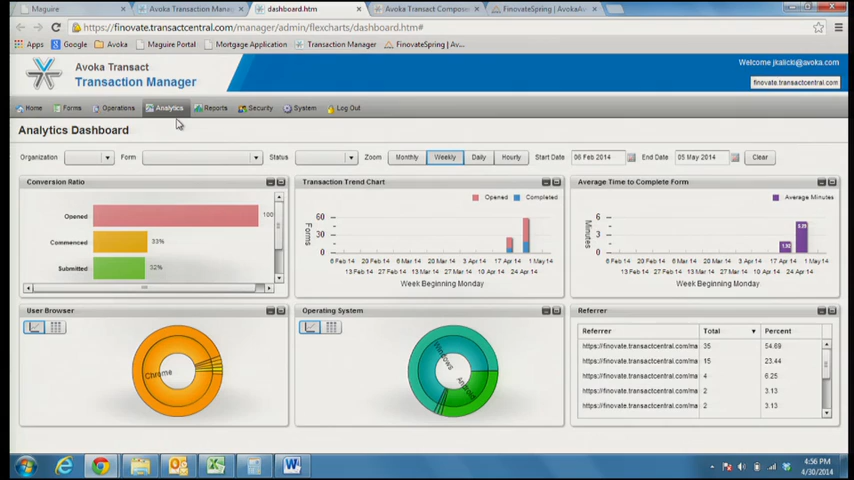 Maguire
Avoka Transaction Manag
dashboard.htm
Avoka Transact Compose
FinovateSpring | AvokaAv
https://finovate.transactcentral.com/manager/admin/flexcharts/dashboard.htm#
Apps Google Avoka Maguire Portal Mortgage Application Transaction Manager FinovateSpring | Av...
Avoka Transact
Transaction Manager
Welcome jkalicki@avoka.com
finovate.transactcentral.com
Home Forms Operations Analytics Reports Security System Log Out
Analytics Dashboard
Organization Form Status Zoom Monthly Weekly Daily Hourly Start Date 06 Feb 2014 End Date 05 May 2014 Clear
Conversion Ratio
Opened 100
Commenced 33%
Submitted 32%
Transaction Trend Chart
Opened Completed
Forms
60
30
0
6 Feb 14 20 Feb 14 6 Mar 14 20 Mar 14 3 Apr 14 17 Apr 14 1 May 14
13 Feb 14 27 Feb 14 13 Mar 14 27 Mar 14 10 Apr 14 24 Apr 14
Week Beginning Monday
Average Time to Complete Form
Average Minutes
Minutes
6
3
0
6 Feb 14 20 Feb 14 6 Mar 14 20 Mar 14 3 Apr 14 17 Apr 14 1 May 14
13 Feb 14 27 Feb 14 13 Mar 14 27 Mar 14 10 Apr 14 24 Apr 14
Week Beginning Monday
User Browser
Chrome
Operating System
Windows
Android
Referrer
Referrer Total Percent
https://finovate.transactcentral.com/ma 35 54.69
https://finovate.transactcentral.com/ma 15 23.44
https://finovate.transactcentral.com/ma 4 6.25
https://finovate.transactcentral.com/ma 2 3.13
https://finovate.transactcentral.com/ma 2 3.13
4:56 PM
4/30/2014